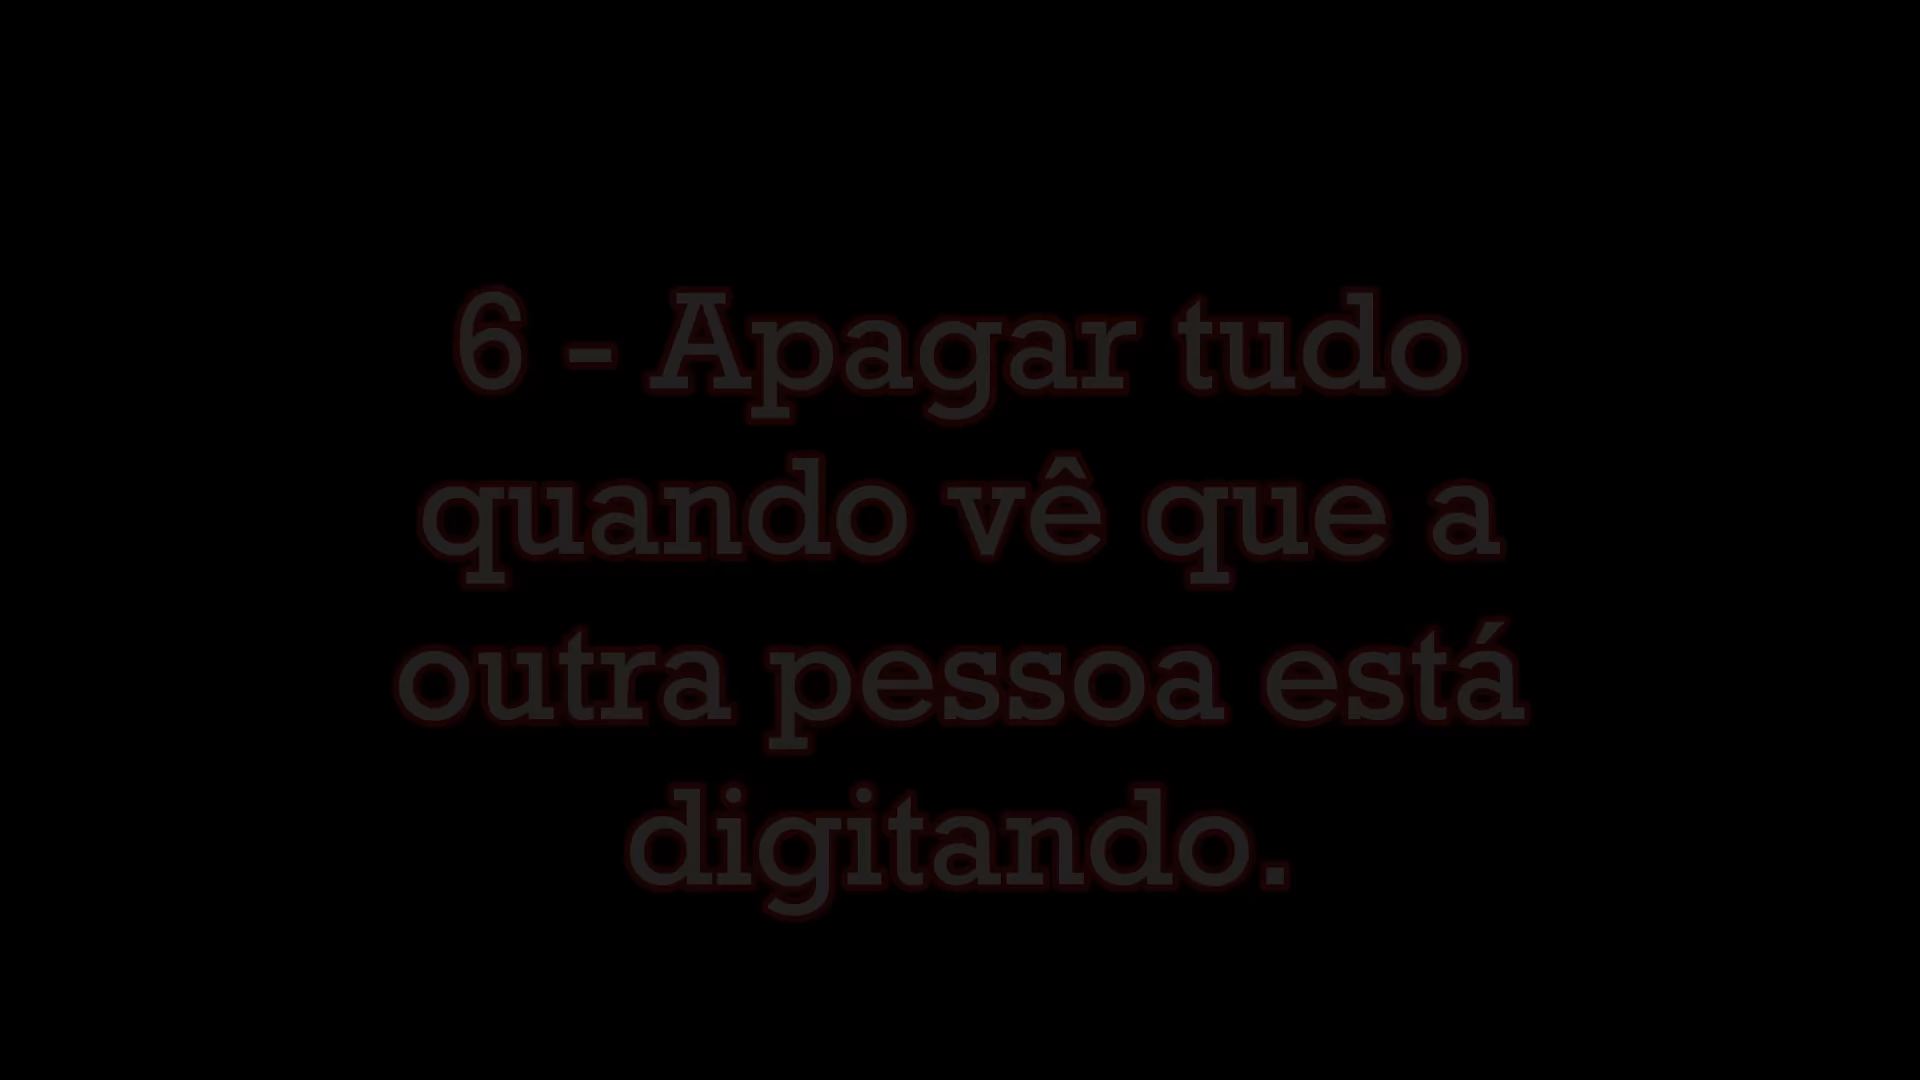 6 - Apagar tudo
quando vê que a
outra pessoa está
digitando.